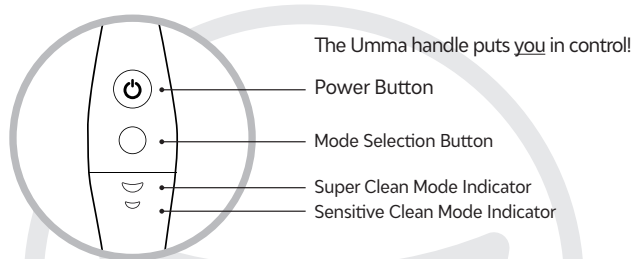 The Umma handle puts you in control!
Power Button
Mode Selection Button
Super Clean Mode Indicator
Sensitive Clean Mode Indicator